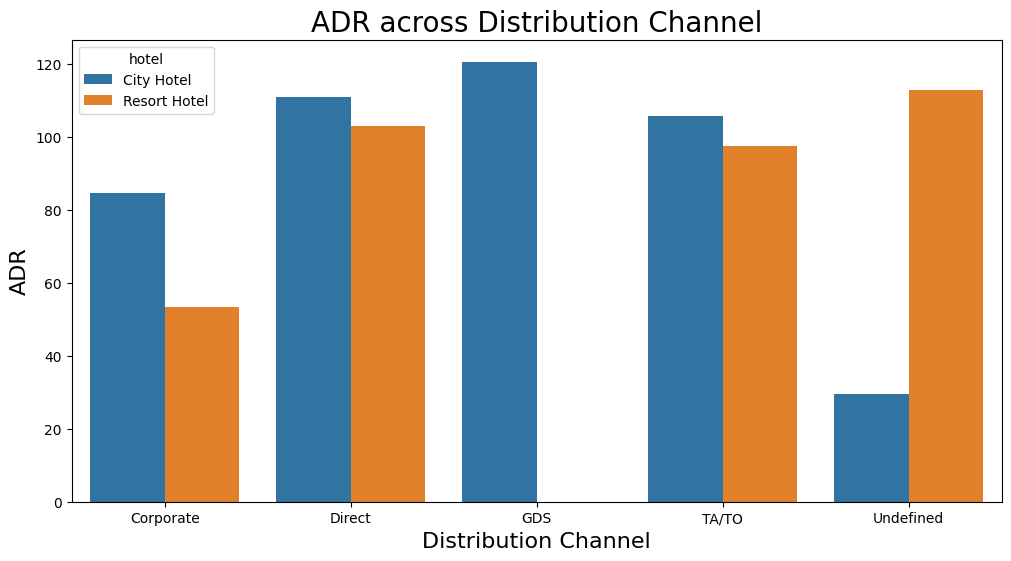 ADR across Distribution Channel
hotel
City Hotel
Resort Hotel
ADR
120
100
80
60
40
20
0
Corporate Direct GDS TA/TO Undefined
Distribution Channel